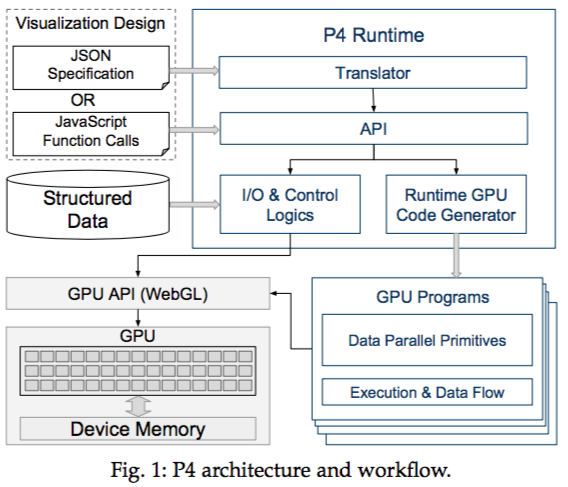 Visualization Design
JSON
Specification
OR
JavaScript
Function Calls
Structured
Data
P4 Runtime
Translator
API
I/O & Control
Logics
Runtime GPU
Code Generator
GPU API (WebGL)
GPU
Device Memory
GPU Programs
Data Parallel Primitives
Execution & Data Flow
Fig. 1: P4 architecture and workflow.